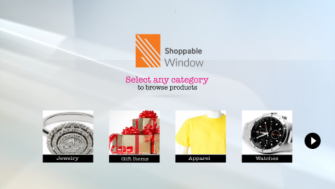 Shoppable
Window
Select any category
to browse products
Jewelry
Gift Items
Apparel
Watches